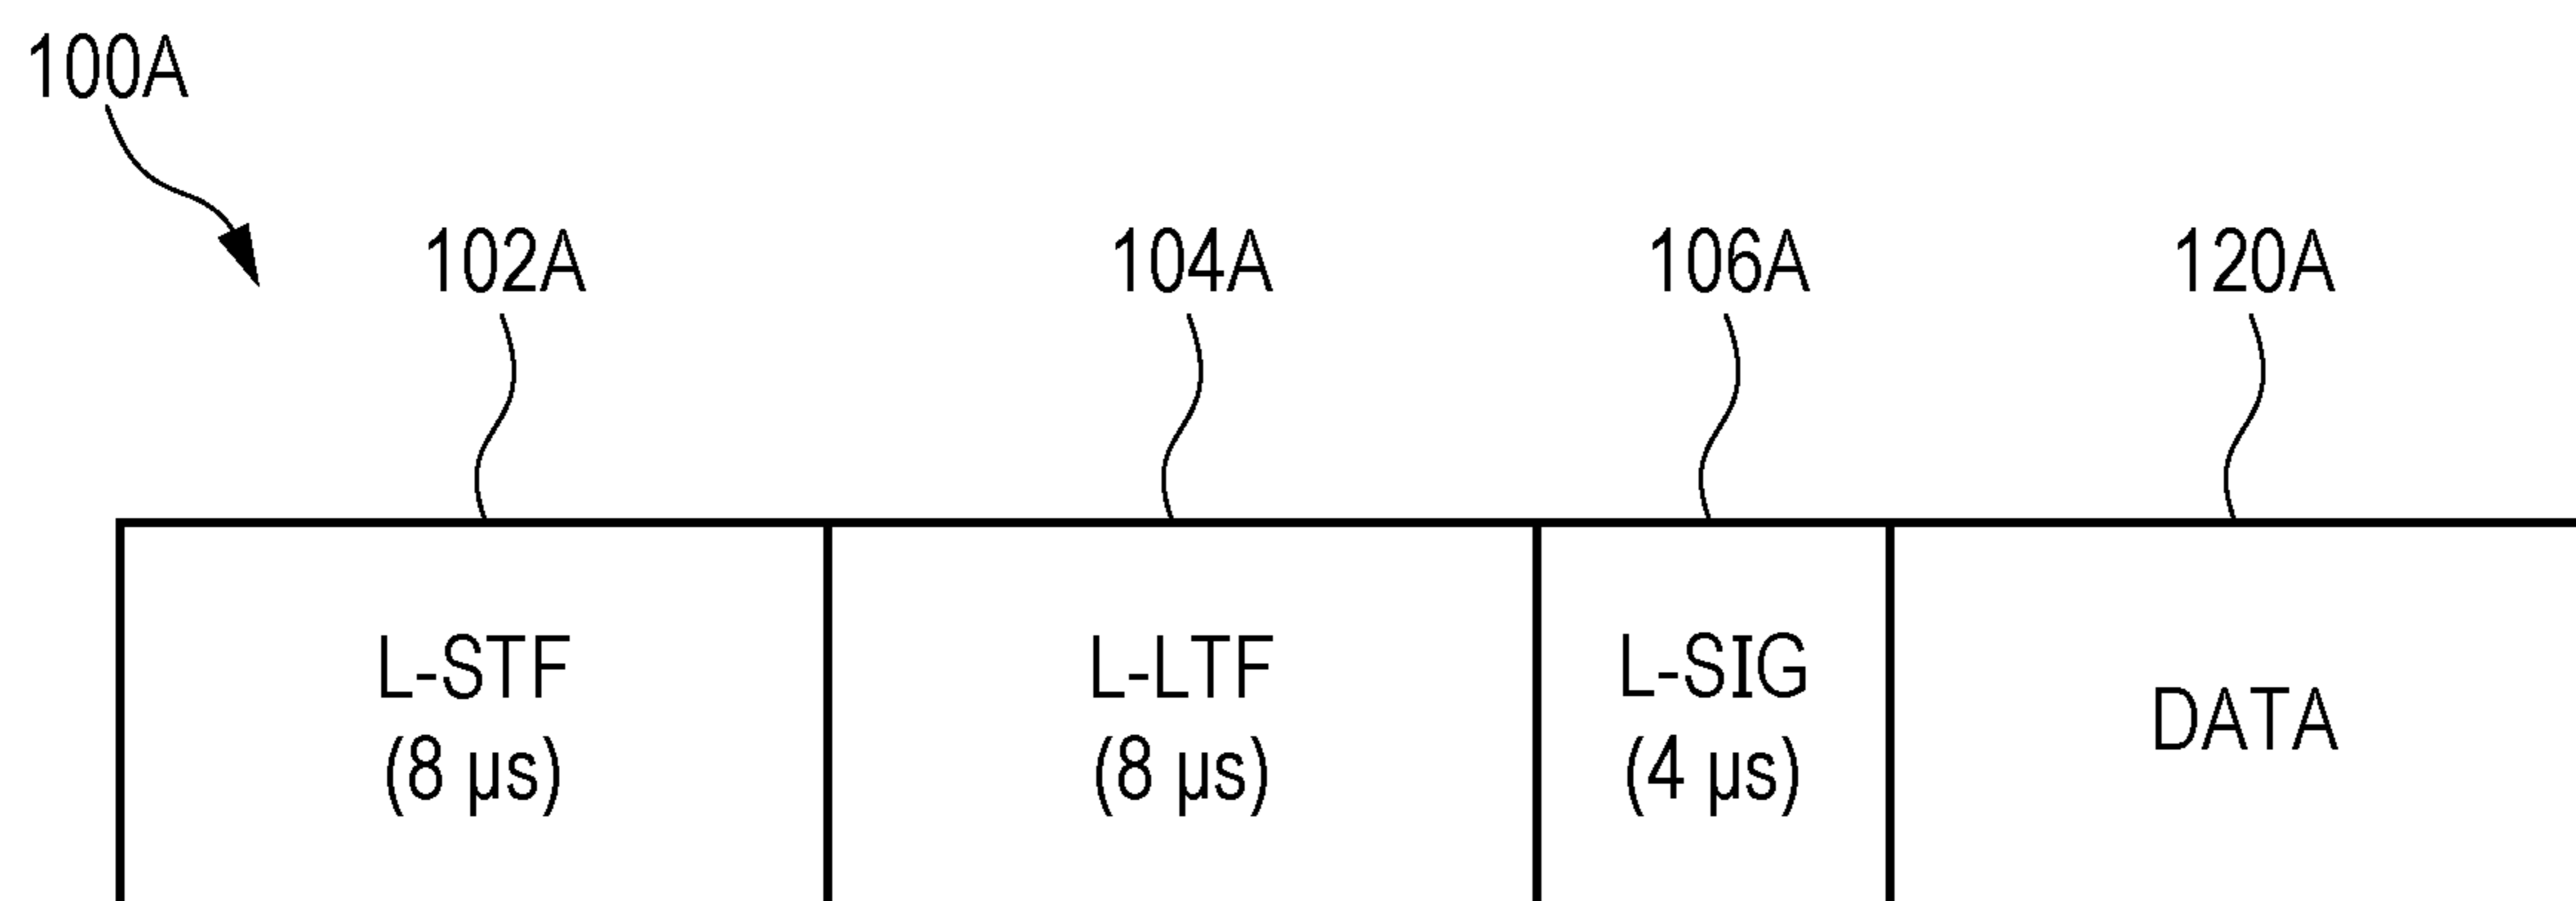 100A
102A 104A 106A 120A
L-STF L-LTF L-SIG DATA
(8 µs) (8 µs) (4 µs)